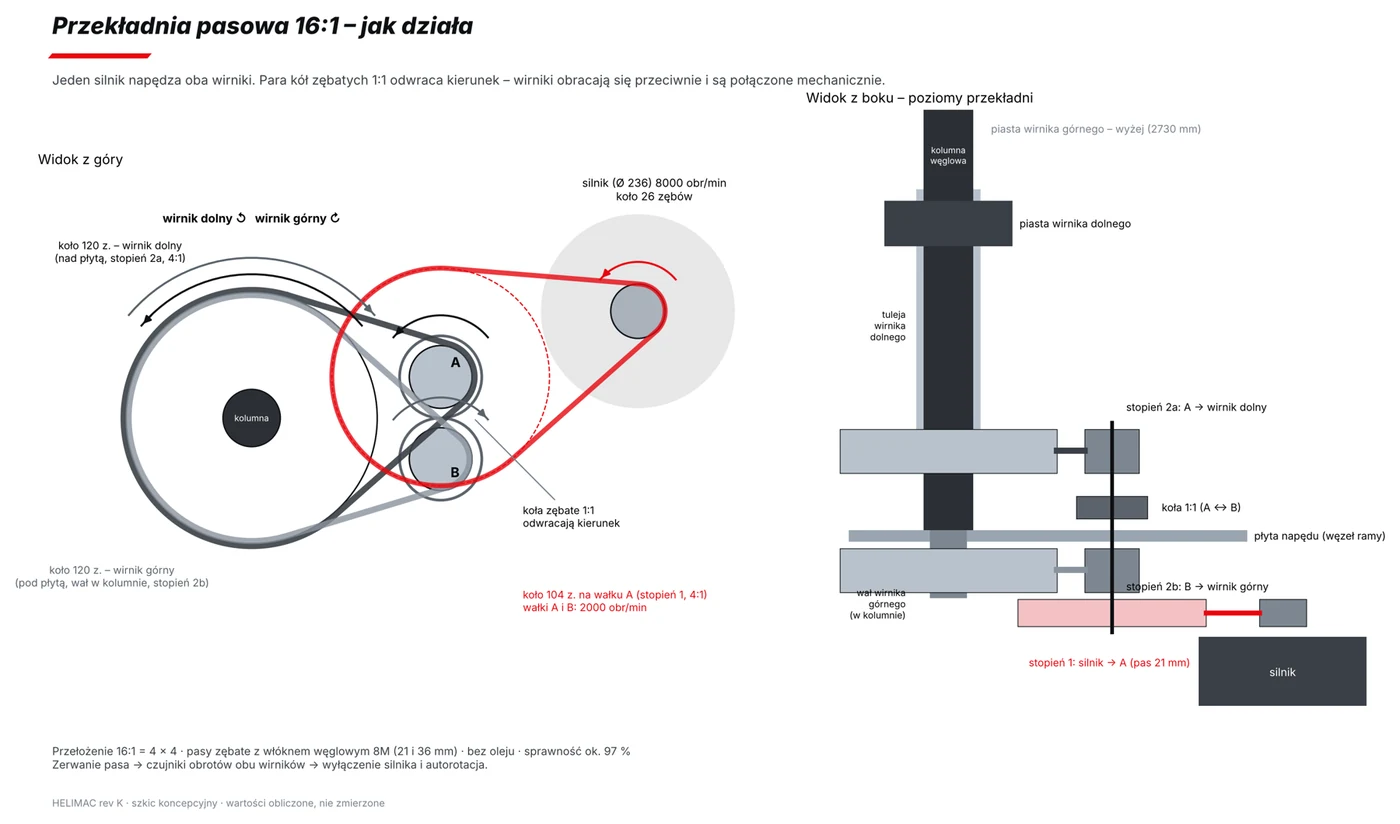 Przekładnia pasowa 16:1 – jak działa
Jeden silnik napędza oba wirniki. Para kół zębatych 1:1 odwraca kierunek – wirniki obracają się przeciwnie i są połączone mechanicznie.
Widok z góry
wirnik dolny ↺ wirnik górny ↻
koło 120 z. – wirnik dolny
(nad płytą, stopień 2a, 4:1)
silnik (Ø 236) 8000 obr/min
koło 26 zębów
kolumna
A
B
koła zębate 1:1
odwracają kierunek
koło 120 z. – wirnik górny
(pod płytą, wał w kolumnie, stopień 2b)
koło 104 z. na wałku A (stopień 1, 4:1)
wałki A i B: 2000 obr/min
Widok z boku – poziomy przekładni
piasta wirnika górnego – wyżej (2730 mm)
kolumna
węglowa
piasta wirnika dolnego
tuleja
wirnika
dolnego
stopień 2a: A → wirnik dolny
koła 1:1 (A ↔ B)
płyta napędu (węzeł ramy)
stopień 2b: B → wirnik górny
wał wirnika
górnego
(w kolumnie)
stopień 1: silnik → A (pas 21 mm)
silnik
Przełożenie 16:1 = 4 × 4 · pasy zębate z włóknem węglowym 8M (21 i 36 mm) · bez oleju · sprawność ok. 97 %
Zerwanie pasa → czujniki obrotów obu wirników → wyłączenie silnika i autorotacja.
HELIMAC rev K · szkic koncepcyjny · wartości obliczone, nie zmierzone